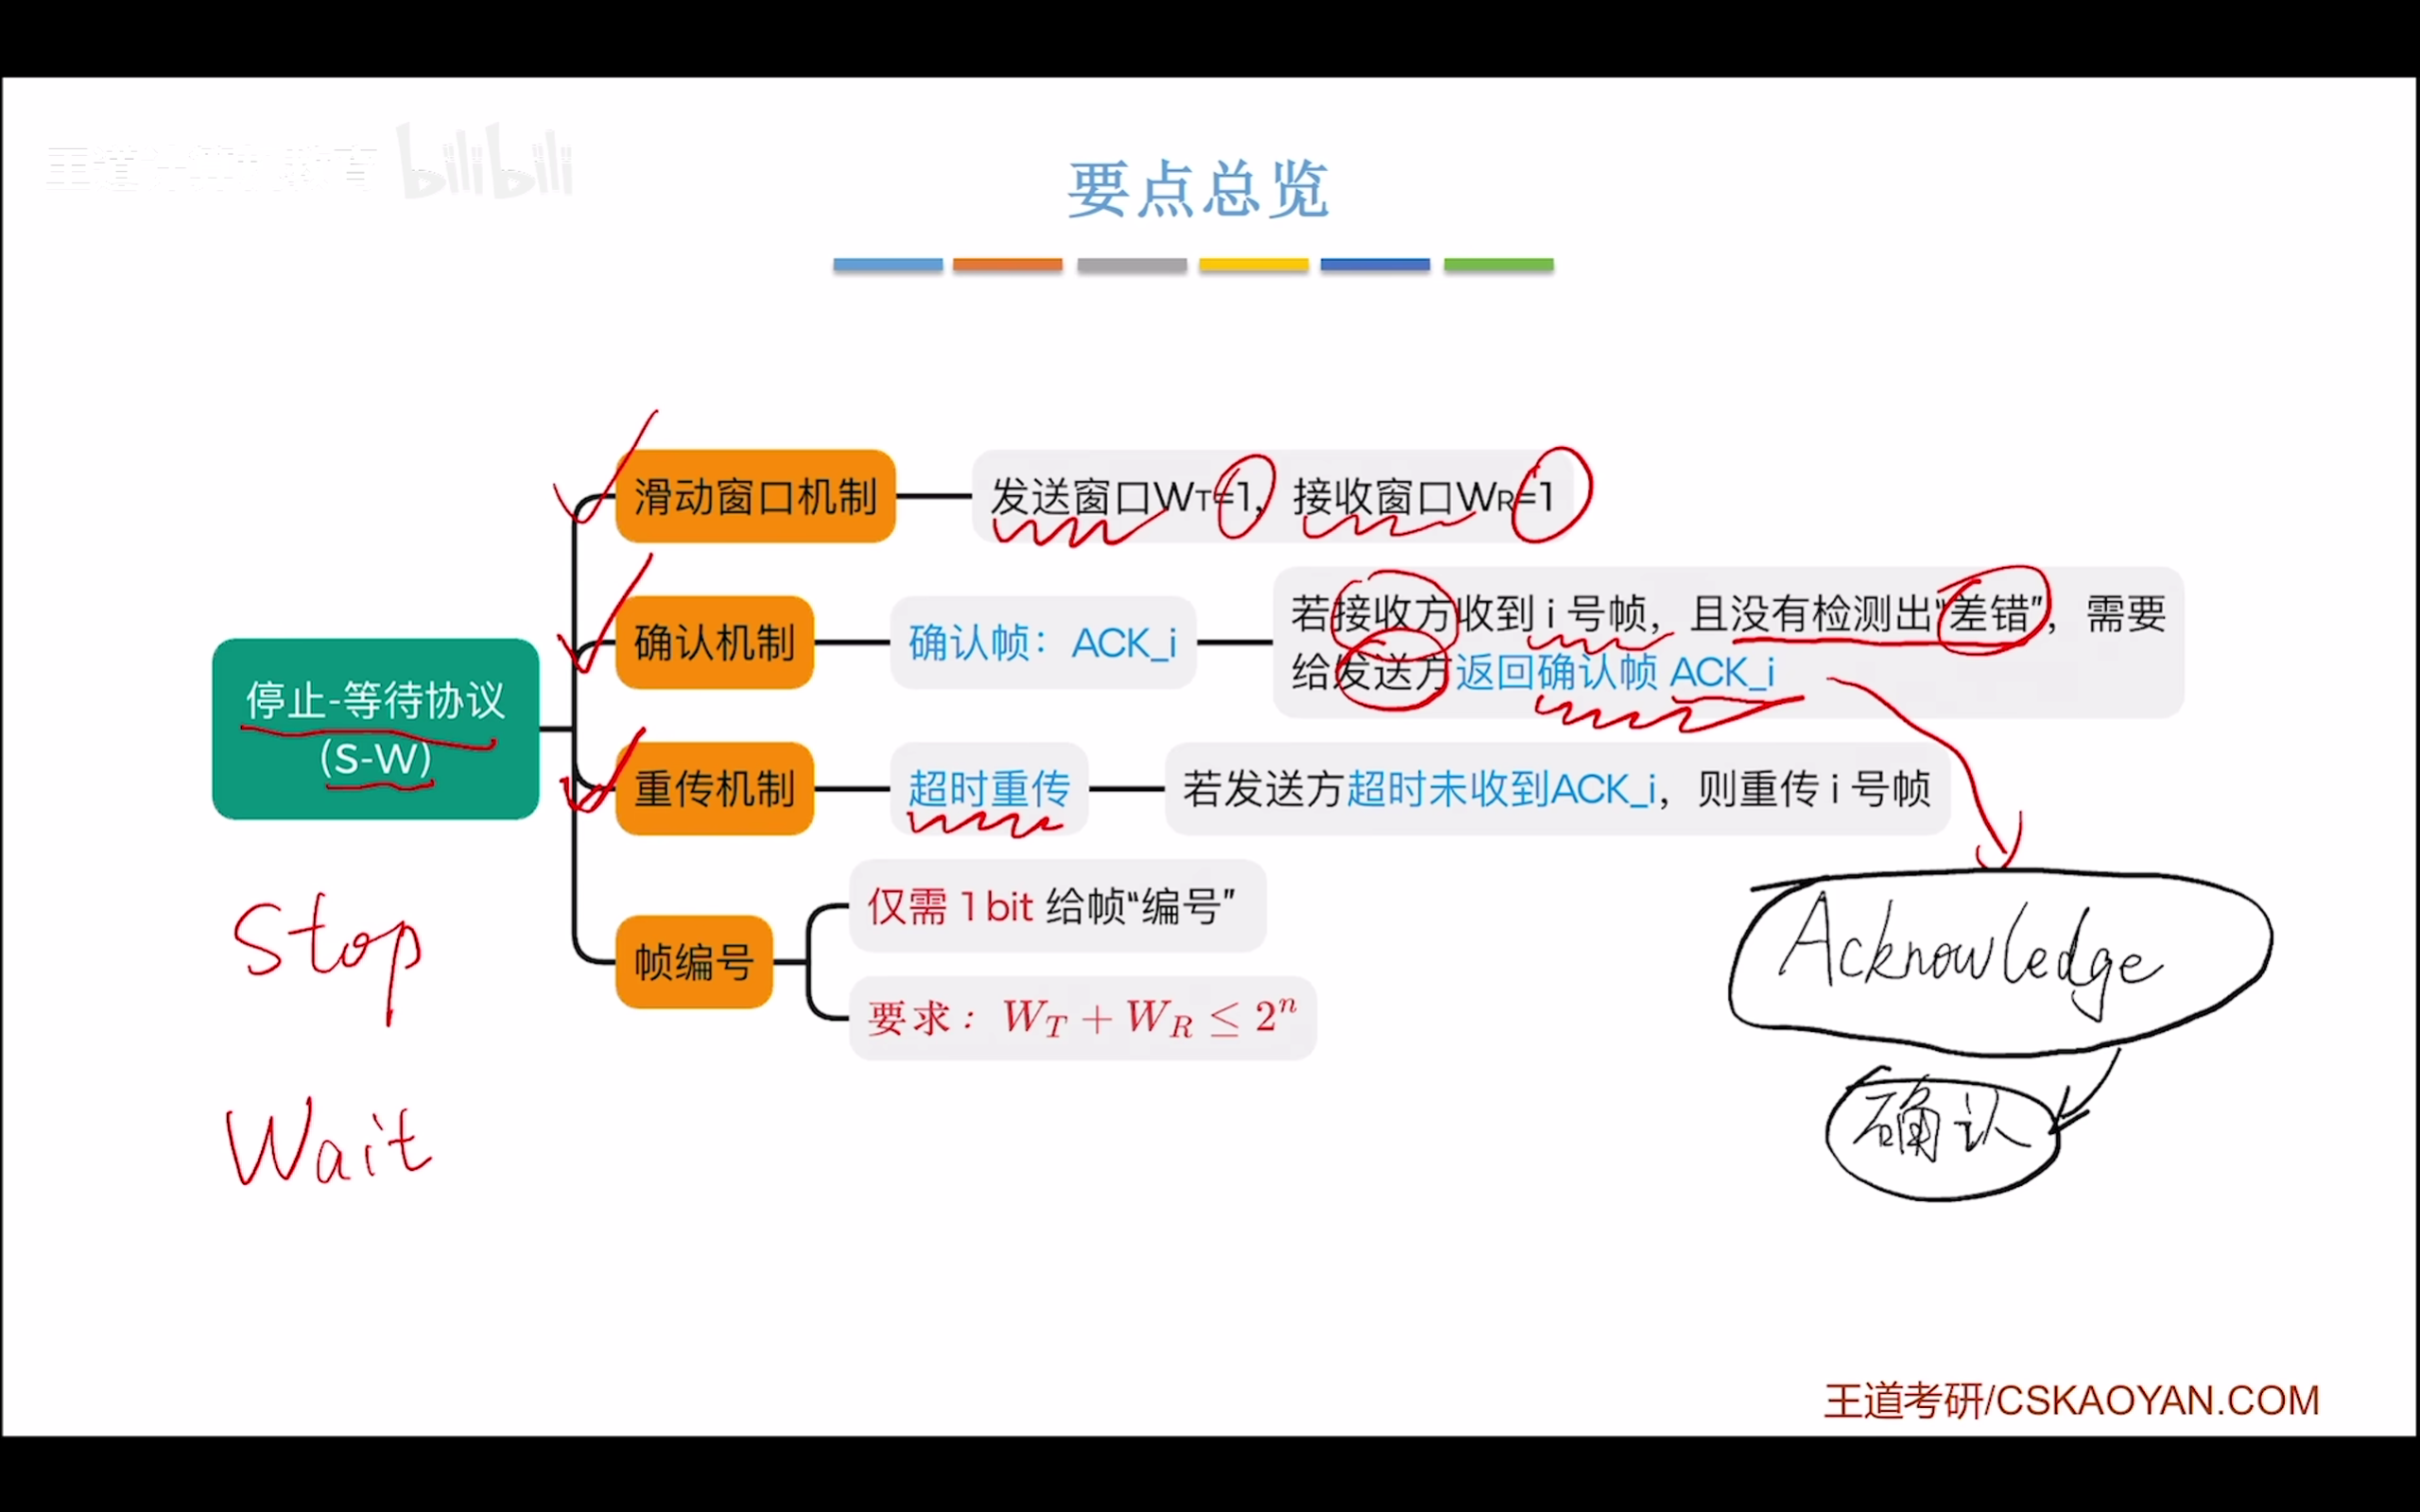 王道计算机教育 bilibili
要点总览
滑动窗口机制
发送窗口WT=1, 接收窗口WR=1
确认机制
确认帧：ACK_i
若接收方收到 i 号帧，且没有检测出“差错”，需要
给发送方返回确认帧 ACK_i
停止-等待协议
(S-W)
重传机制
超时重传
若发送方超时未收到ACK_i，则重传 i 号帧
帧编号
仅需 1 bit 给帧“编号”
要求：W_T + W_R ≤ 2^n
Stop
Wait
Acknowledge
确认
王道考研/CSKAOYAN.COM